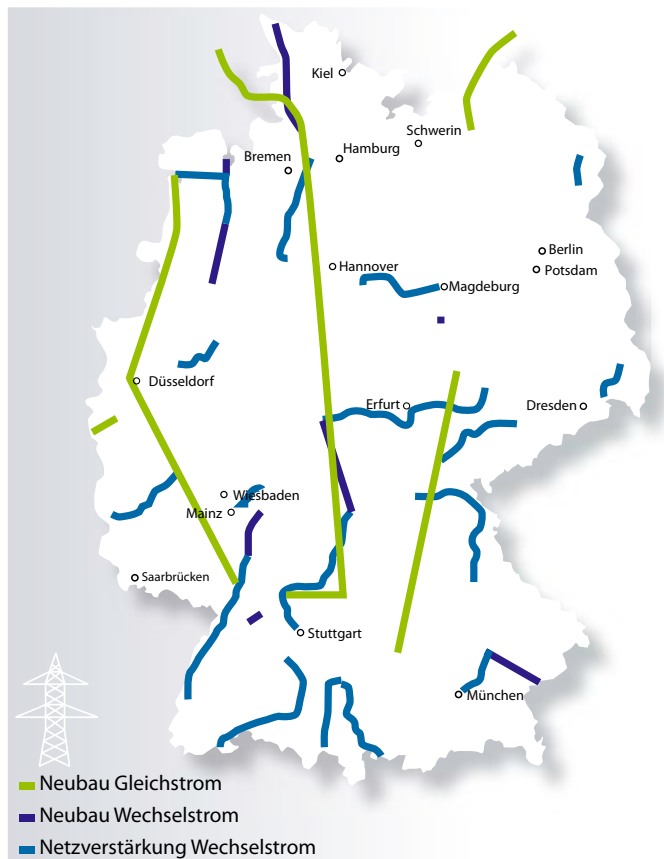 Kiel
Schwerin
Hamburg
Bremen
Berlin
Hannover
Potsdam
Magdeburg
Düsseldorf
Erfurt
Dresden
Wiesbaden
Mainz
Saarbrücken
Stuttgart
München
Neubau Gleichstrom
Neubau Wechselstrom
Netzverstärkung Wechselstrom